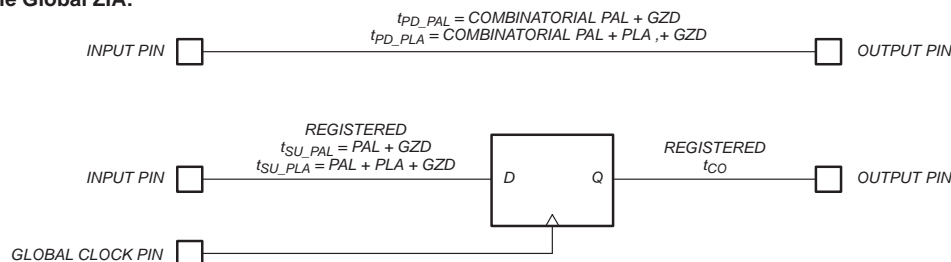 ne Global ZIA:
tPD_PAL = COMBINATORIAL PAL + GZD
tPD_PLA = COMBINATORIAL PAL + PLA ,+ GZD
INPUT PIN
OUTPUT PIN
REGISTERED
tSU_PAL = PAL + GZD
tSU_PLA = PAL + PLA + GZD
REGISTERED
tCO
INPUT PIN
D
Q
OUTPUT PIN
GLOBAL CLOCK PIN